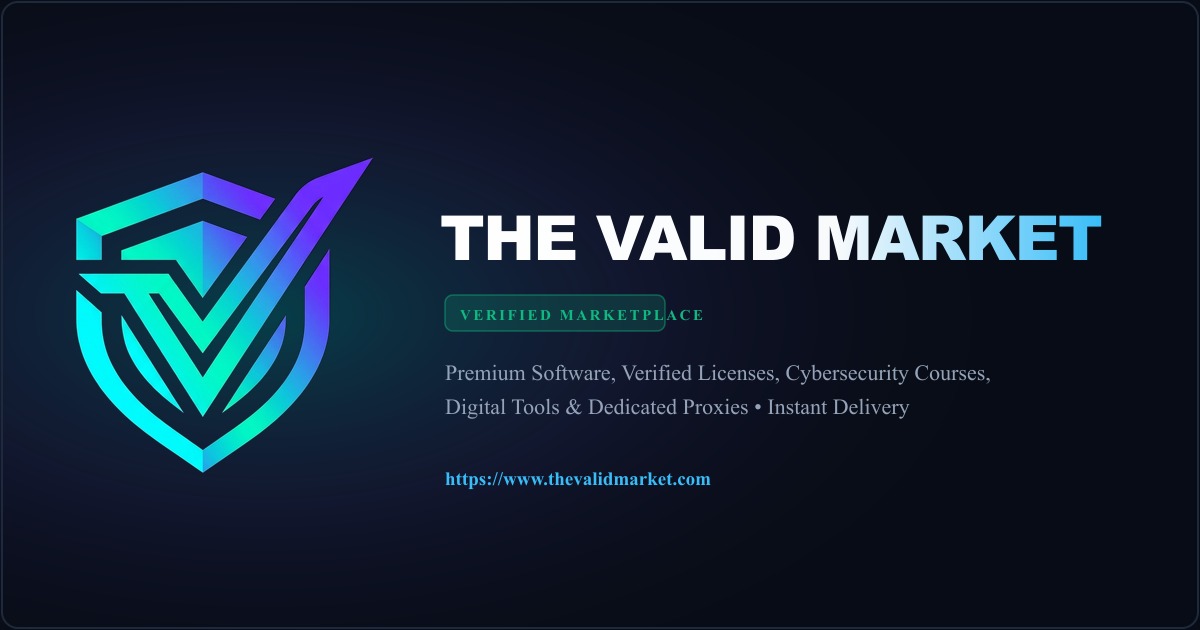 THE VALID MARKET
VERIFIED MARKETPLACE
Premium Software, Verified Licenses, Cybersecurity Courses,
Digital Tools & Dedicated Proxies • Instant Delivery
https://www.thevalidmarket.com